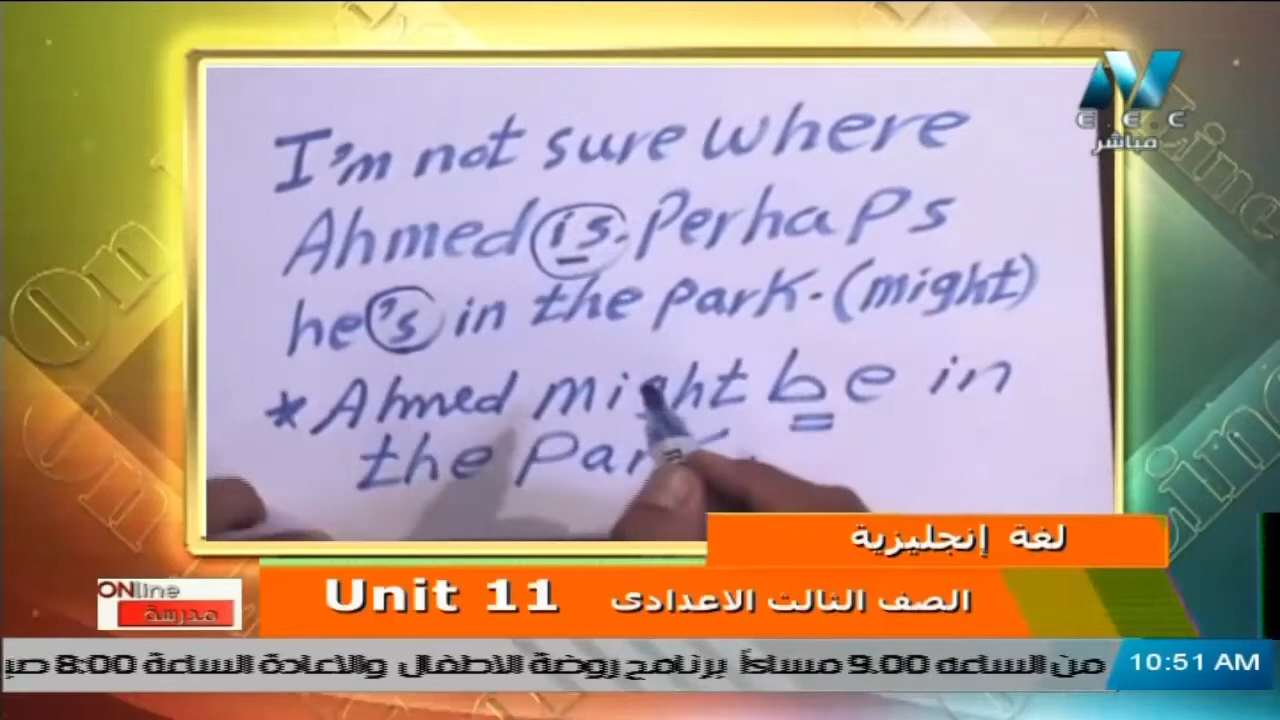 I'm not sure where
Ahmed is. Perhaps
he's in the park. (might)
* Ahmed might be in
the Park.
E.E.C
مباشر
لغة إنجليزية
Unit 11 الصف الثالث الاعدادى
ONline
مدرسة
من الساعه 9.00 مساءاً برنامج روضة الاطفال والاعادة الساعة 8:00
10:51 AM